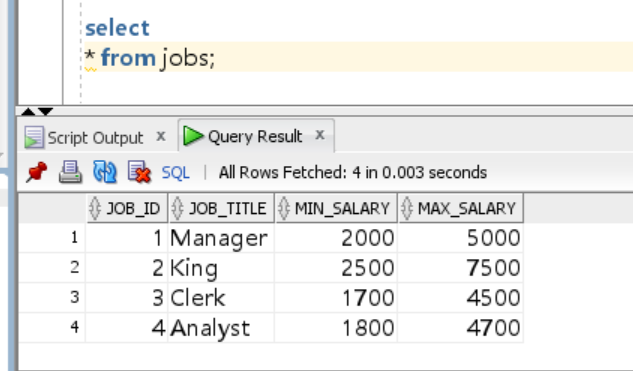 select
* from jobs;
Script Output x Query Result x
SQL | All Rows Fetched: 4 in 0.003 seconds
JOB_ID JOB_TITLE MIN_SALARY MAX_SALARY
1 1 Manager 2000 5000
2 2 King 2500 7500
3 3 Clerk 1700 4500
4 4 Analyst 1800 4700